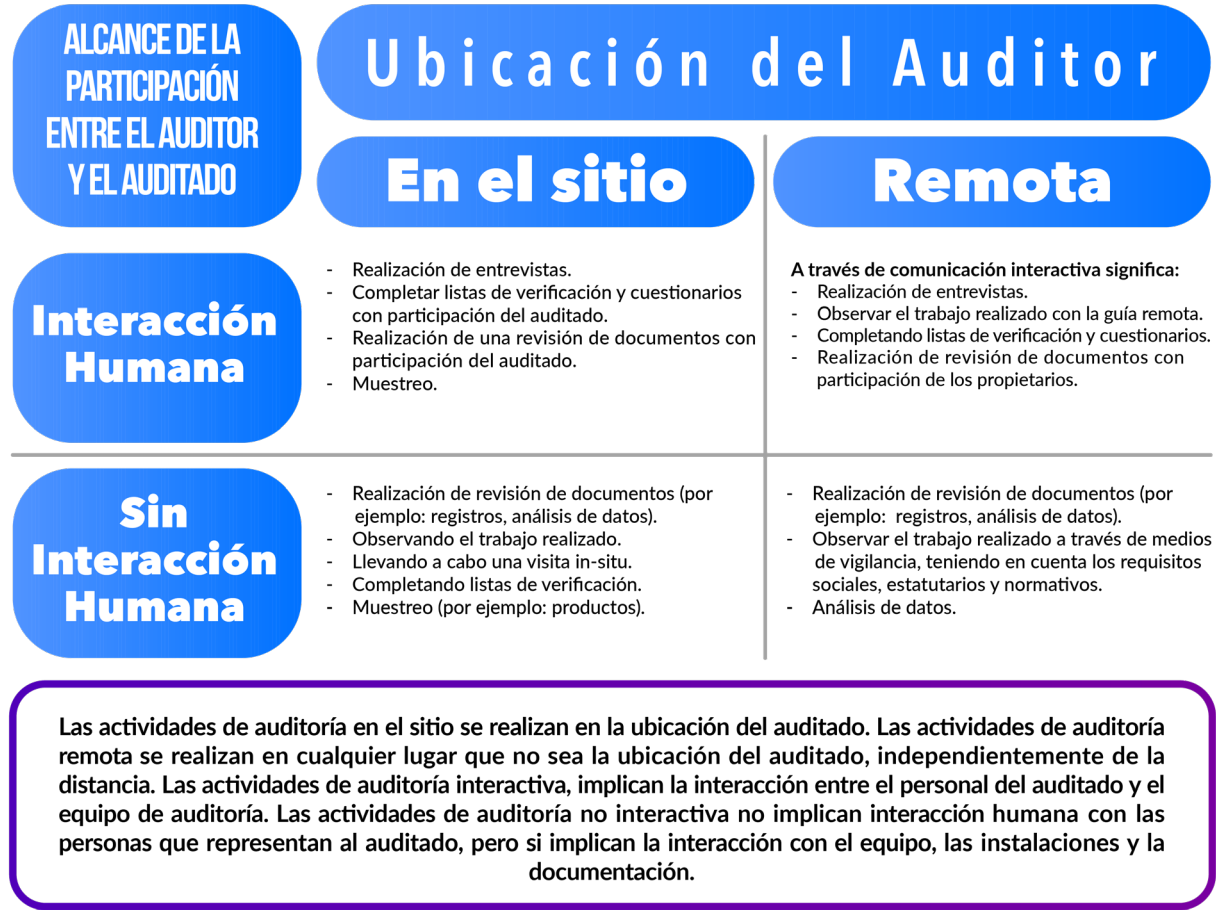 ALCANCE DE LA
PARTICIPACIÓN
ENTRE EL AUDITOR
Y EL AUDITADO
Ubicación del Auditor
En el sitio
Remota
Interacción
Humana
- Realización de entrevistas.
- Completar listas de verificación y cuestionarios
con participación del auditado.
- Realización de una revisión de documentos con
participación del auditado.
- Muestreo.
A través de comunicación interactiva significa:
- Realización de entrevistas.
- Observar el trabajo realizado con la guía remota.
- Completando listas de verificación y cuestionarios.
- Realización de revisión de documentos con
participación de los propietarios.
Sin
Interacción
Humana
- Realización de revisión de documentos (por
ejemplo: registros, análisis de datos).
- Observando el trabajo realizado.
- Llevando a cabo una visita in-situ.
- Completando listas de verificación.
- Muestreo (por ejemplo: productos).
- Realización de revisión de documentos (por
ejemplo: registros, análisis de datos).
- Observar el trabajo realizado a través de medios
de vigilancia, teniendo en cuenta los requisitos
sociales, estatutarios y normativos.
- Análisis de datos.
Las actividades de auditoría en el sitio se realizan en la ubicación del auditado. Las actividades de auditoría
remota se realizan en cualquier lugar que no sea la ubicación del auditado, independientemente de la
distancia. Las actividades de auditoría interactiva, implican la interacción entre el personal del auditado y el
equipo de auditoría. Las actividades de auditoría no interactiva no implican interacción humana con las
personas que representan al auditado, pero si implican la interacción con el equipo, las instalaciones y la
documentación.